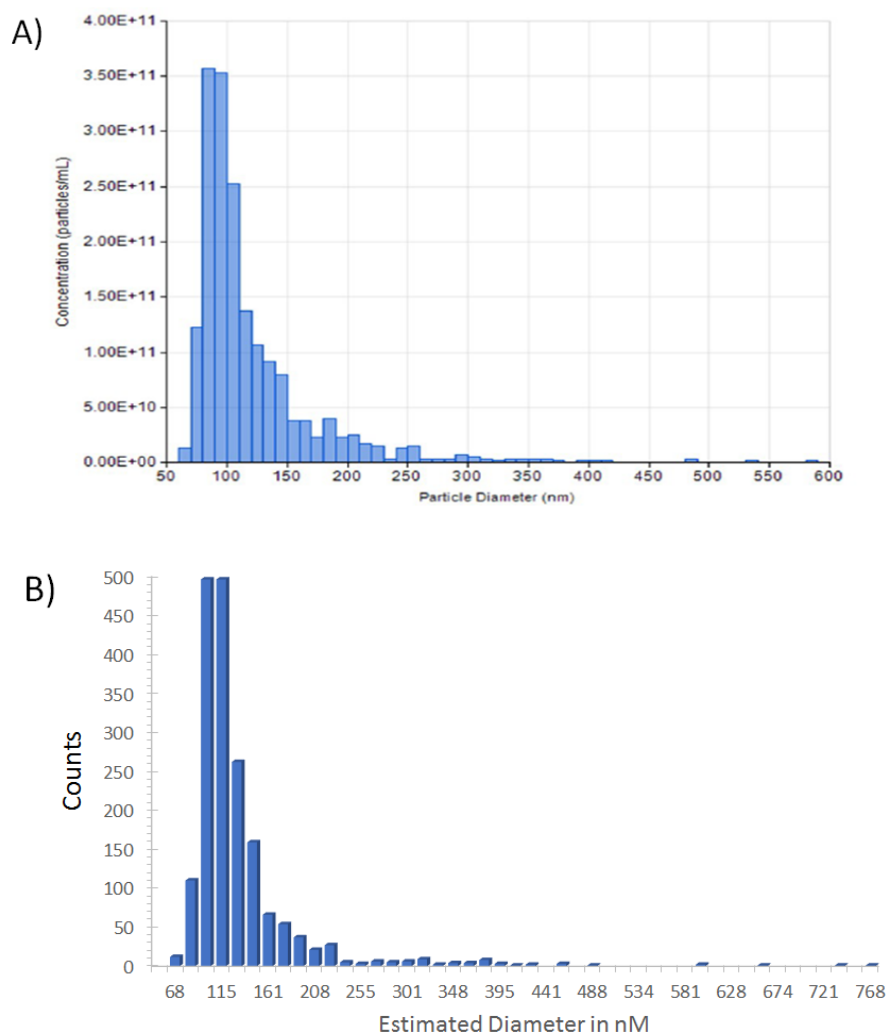 A)
4.00E+11
3.50E+11
3.00E+11
2.50E+11
2.00E+11
1.50E+11
1.00E+11
5.00E+10
0.00E+00
Concentration (particles/mL)
50 100 150 200 250 300 350 400 450 500 550 600
Particle Diameter (nm)
B)
500
450
400
350
300
250
200
150
100
50
0
Counts
68 115 161 208 255 301 348 395 441 488 534 581 628 674 721 768
Estimated Diameter in nM